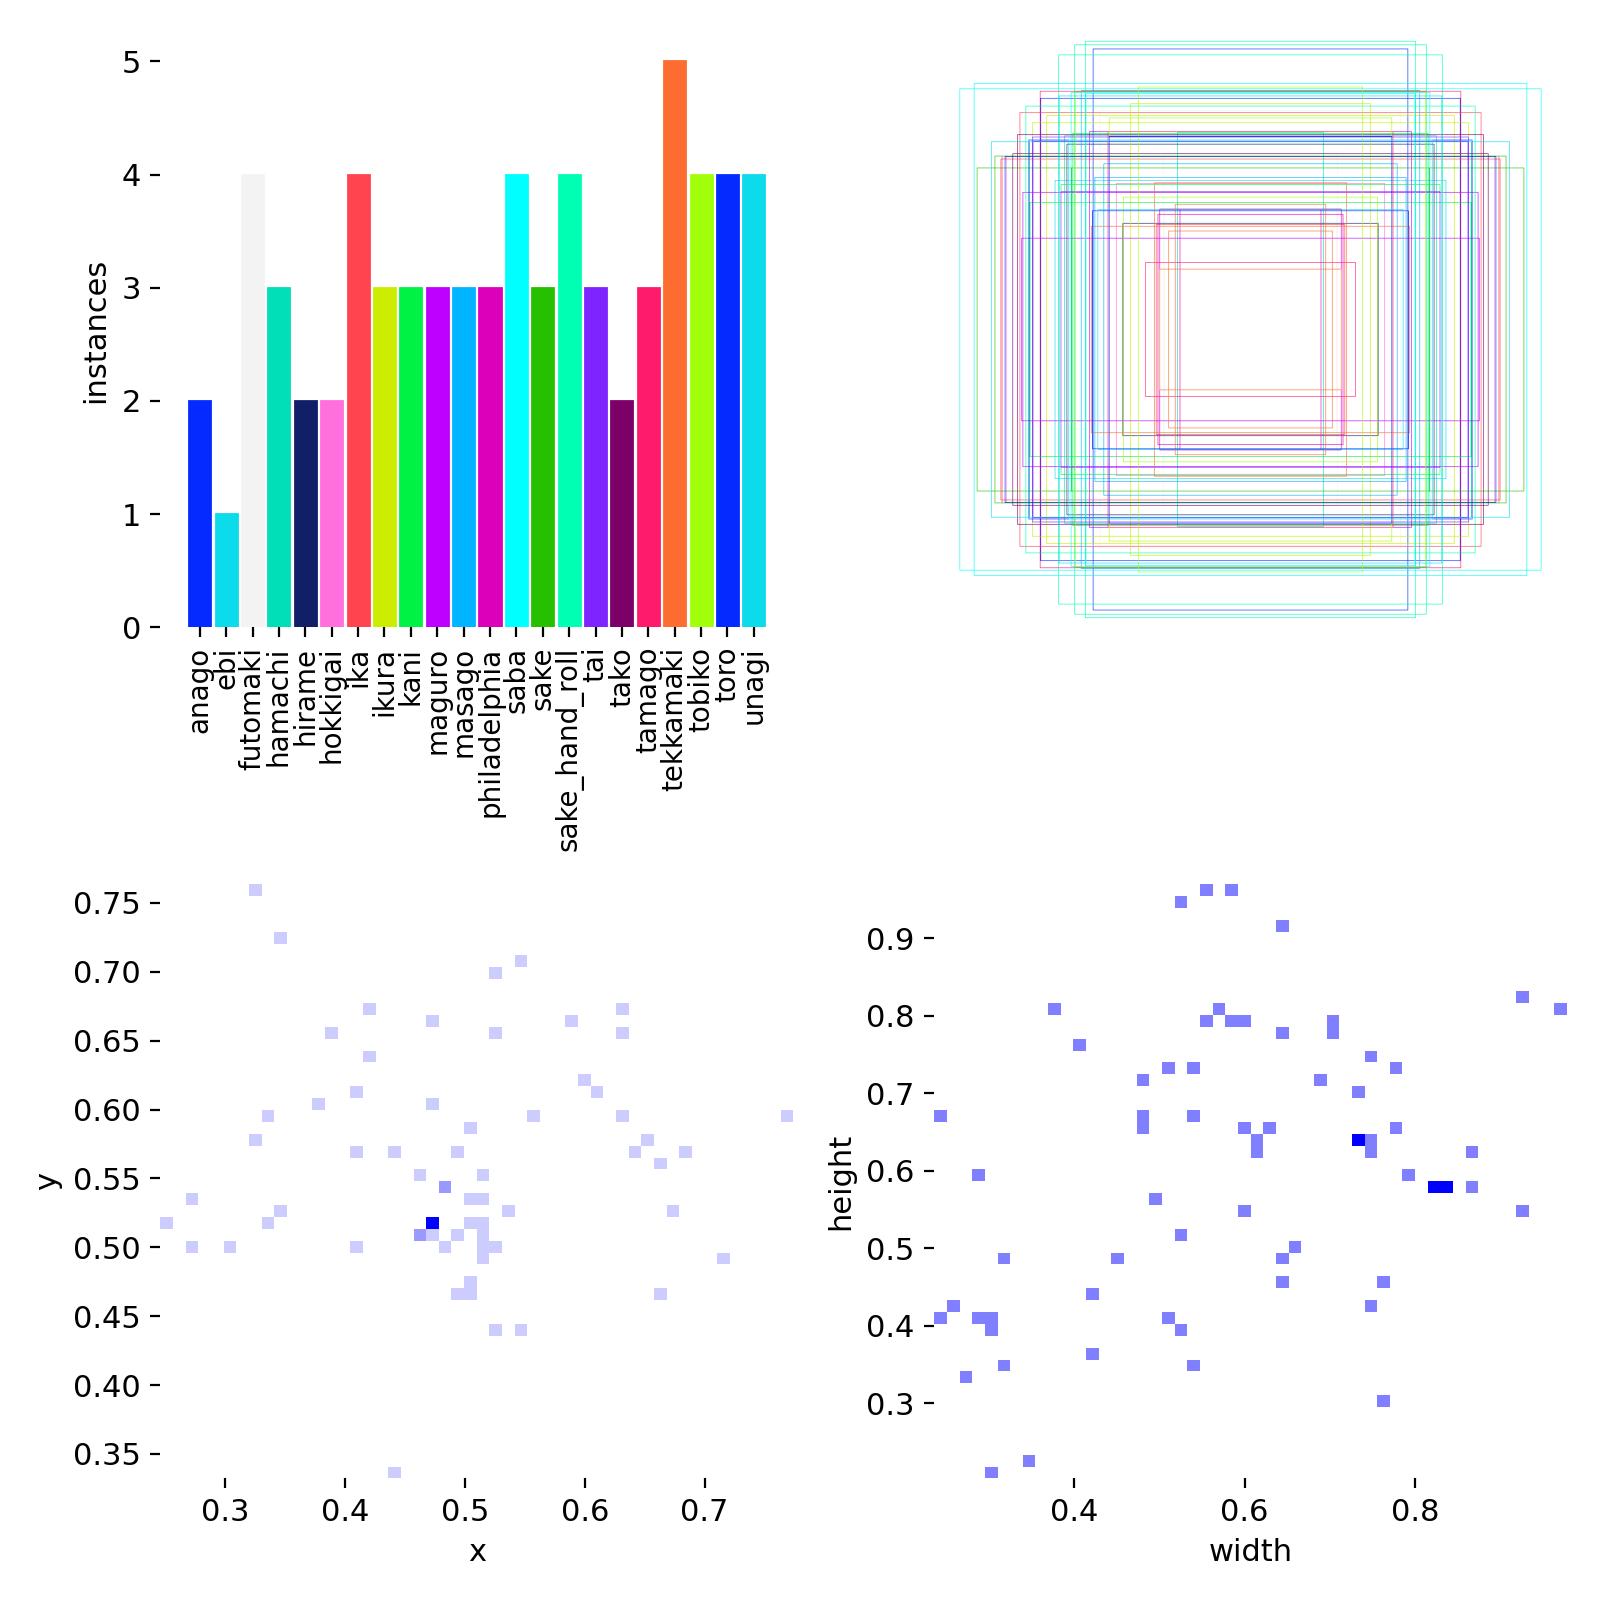 5
4
3
2
1
0
instances
anago
ebi
futomaki
hamachi
hirame
hokkigai
ika
ikura
kani
maguro
masago
philadelphia
saba
sake
sake_hand_roll
tai
tako
tamago
tekkamaki
tobiko
toro
unagi
0.75
0.70
0.65
0.60
0.55
0.50
0.45
0.40
0.35
y
0.3 0.4 0.5 0.6 0.7
x
0.9
0.8
0.7
0.6
0.5
0.4
0.3
height
0.4 0.6 0.8
width